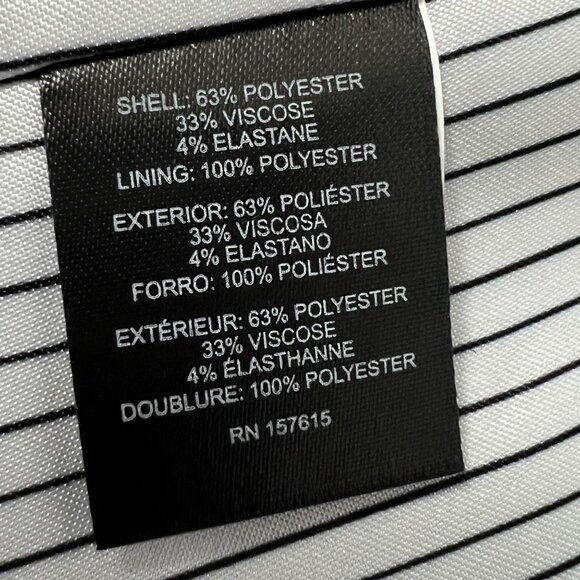 SHELL: 63% POLYESTER
33% VISCOSE
4% ELASTANE
LINING: 100% POLYESTER
EXTERIOR: 63% POLIÉSTER
33% VISCOSA
4% ELASTANO
FORRO: 100% POLIÉSTER
EXTÉRIEUR: 63% POLYESTER
33% VISCOSE
4% ÉLASTHANNE
DOUBLURE: 100% POLYESTER
RN 157615